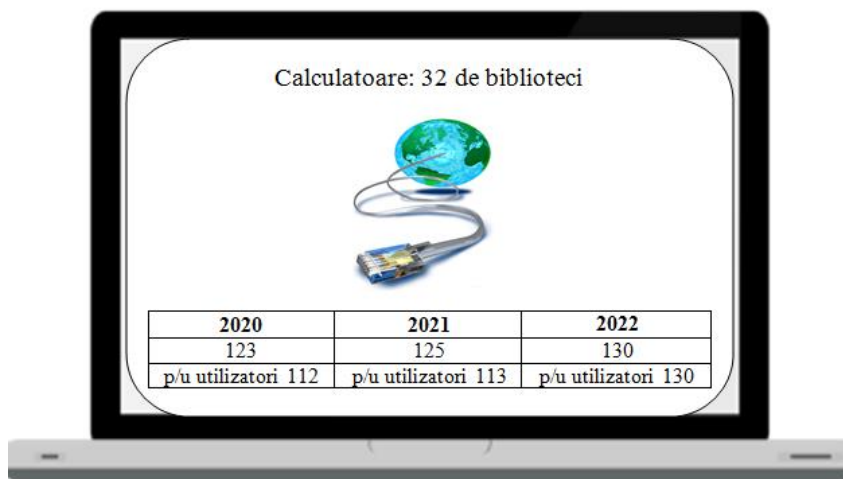 Calculatoare: 32 de biblioteci
2020 2021 2022
123 125 130
p/u utilizatori 112 p/u utilizatori 113 p/u utilizatori 130